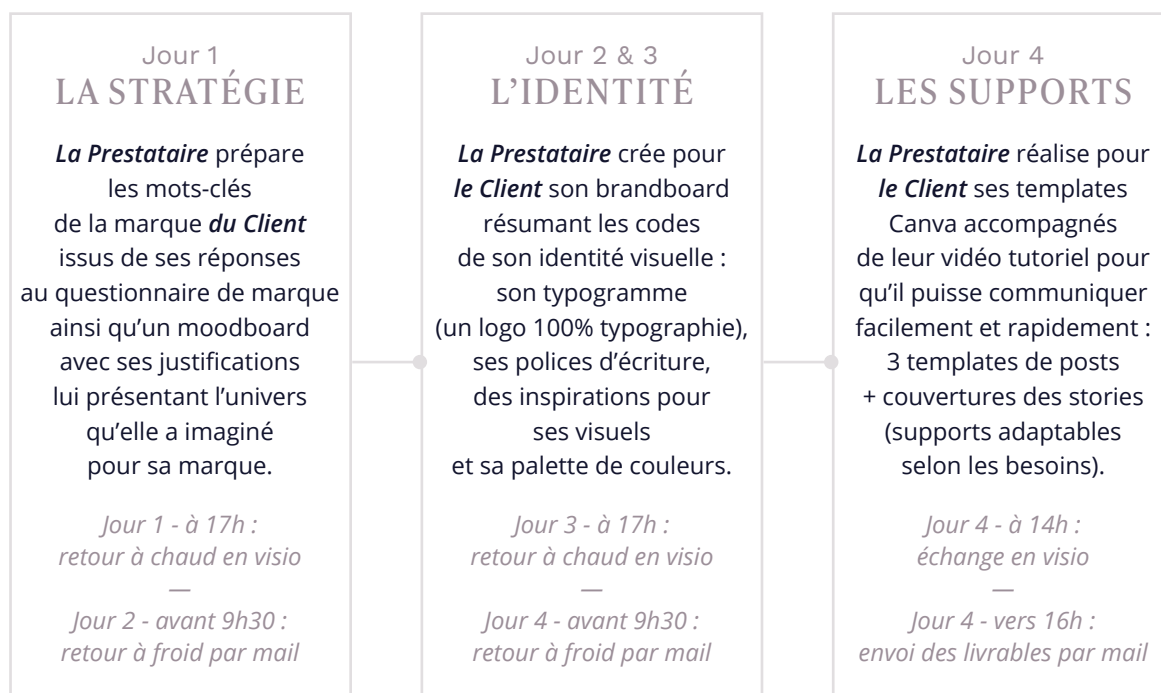 Jour 1
LA STRATÉGIE
La Prestataire prépare
les mots-clés
de la marque du Client
issus de ses réponses
au questionnaire de marque
ainsi qu’un moodboard
avec ses justifications
lui présentant l’univers
qu’elle a imaginé
pour sa marque.
Jour 1 - à 17h :
retour à chaud en visio
—
Jour 2 - avant 9h30 :
retour à froid par mail
Jour 2 & 3
L’IDENTITÉ
La Prestataire crée pour
le Client son brandboard
résumant les codes
de son identité visuelle :
son typogramme
(un logo 100% typographie),
ses polices d’écriture,
des inspirations pour
ses visuels
et sa palette de couleurs.
Jour 3 - à 17h :
retour à chaud en visio
—
Jour 4 - avant 9h30 :
retour à froid par mail
Jour 4
LES SUPPORTS
La Prestataire réalise pour
le Client ses templates
Canva accompagnés
de leur vidéo tutoriel pour
qu’il puisse communiquer
facilement et rapidement :
3 templates de posts
+ couvertures des stories
(supports adaptables
selon les besoins).
Jour 4 - à 14h :
échange en visio
—
Jour 4 - vers 16h :
envoi des livrables par mail